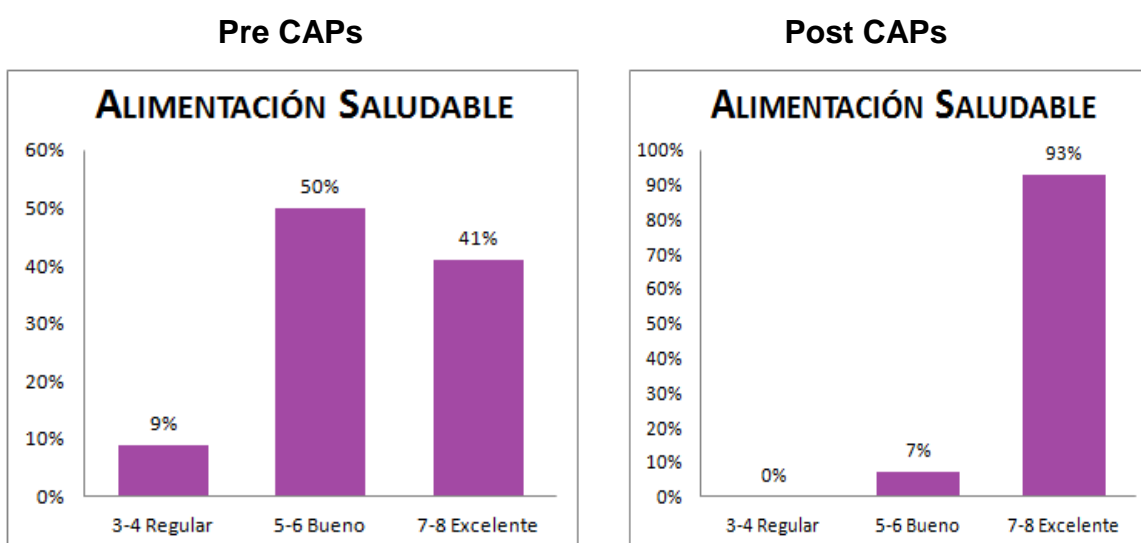 Pre CAPs
Post CAPs
ALIMENTACIÓN SALUDABLE
60%
50%
40%
30%
20%
10%
0%
9%
50%
41%
3-4 Regular
5-6 Bueno
7-8 Excelente
ALIMENTACIÓN SALUDABLE
100%
90%
80%
70%
60%
50%
40%
30%
20%
10%
0%
0%
7%
93%
3-4 Regular
5-6 Bueno
7-8 Excelente